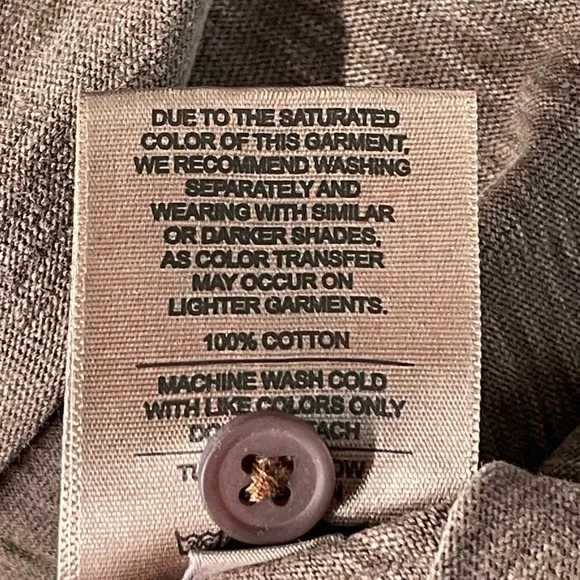 DUE TO THE SATURATED
COLOR OF THIS GARMENT,
WE RECOMMEND WASHING
SEPARATELY AND
WEARING WITH SIMILAR
OR DARKER SHADES,
AS COLOR TRANSFER
MAY OCCUR ON
LIGHTER GARMENTS.
100% COTTON
MACHINE WASH COLD
WITH LIKE COLORS ONLY